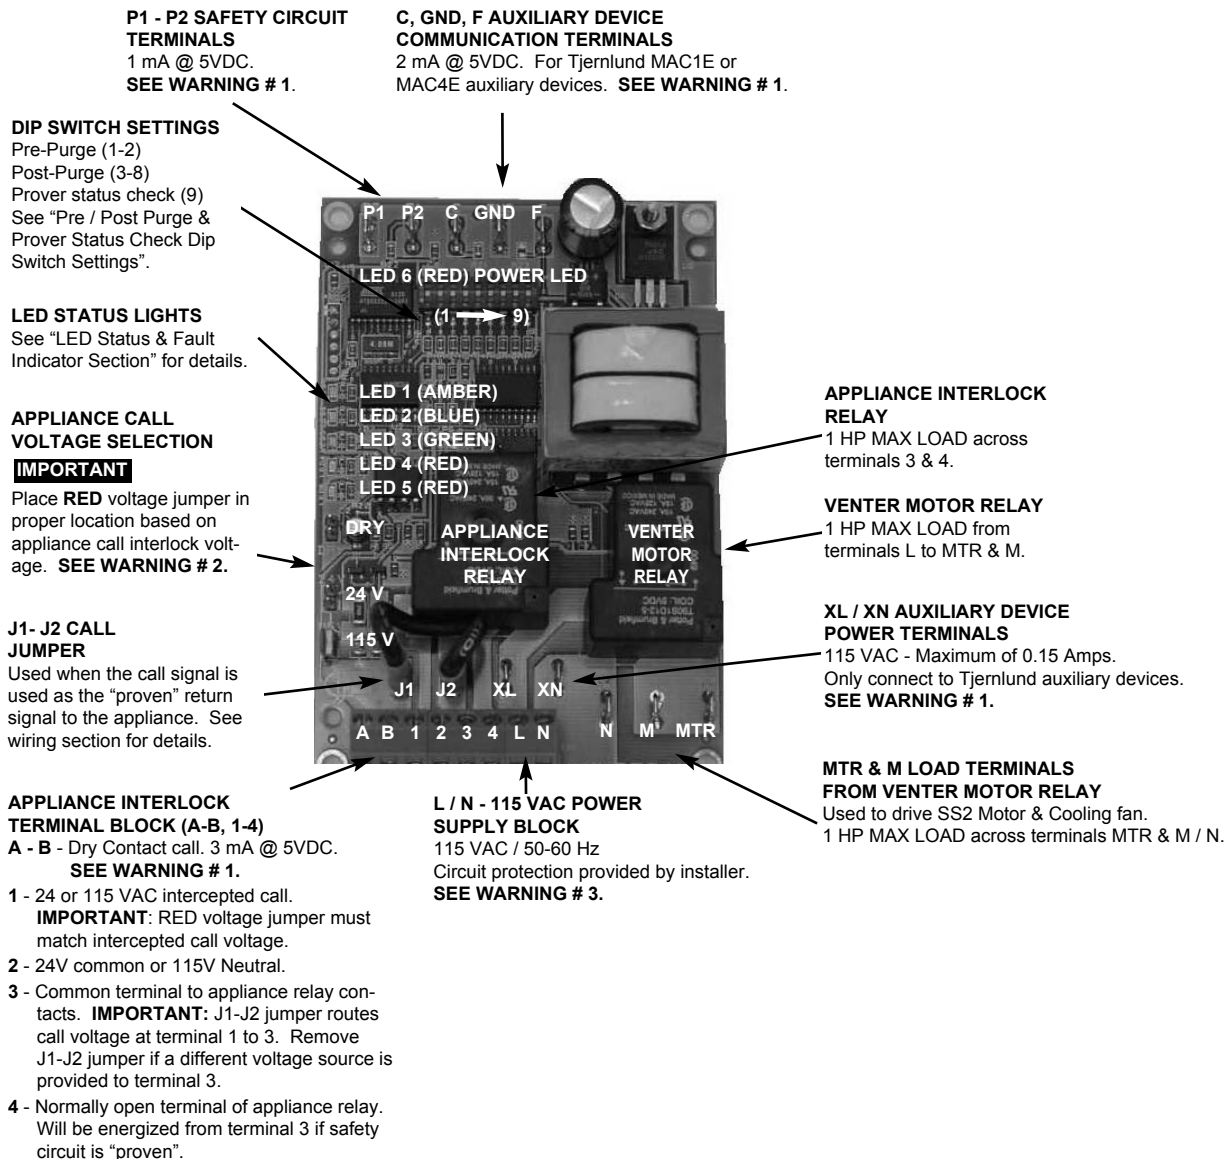 P1 - P2 SAFETY CIRCUIT
TERMINALS
1 mA @ 5VDC.
SEE WARNING # 1.
C, GND, F AUXILIARY DEVICE
COMMUNICATION TERMINALS
2 mA @ 5VDC. For Tjernlund MAC1E or
MAC4E auxiliary devices. SEE WARNING # 1.
DIP SWITCH SETTINGS
Pre-Purge (1-2)
Post-Purge (3-8)
Prover status check (9)
See “Pre / Post Purge &
Prover Status Check Dip
Switch Settings”.
LED STATUS LIGHTS
See “LED Status & Fault
Indicator Section” for details.
APPLIANCE CALL
VOLTAGE SELECTION
IMPORTANT
Place RED voltage jumper in
proper location based on
appliance call interlock volt-
age. SEE WARNING # 2.
J1- J2 CALL
JUMPER
Used when the call signal is
used as the “proven” return
signal to the appliance. See
wiring section for details.
P1 P2 C GND F
LED 6 (RED) POWER LED
(1 9)
4.00M
LED 1 (AMBER)
LED 2 (BLUE)
LED 3 (GREEN)
LED 4 (RED)
LED 5 (RED)
DRY
24 V
115 V
APPLIANCE
INTERLOCK
RELAY
VENTER
MOTOR
RELAY
Potter & Brumfield
Potter & Brumfield
COIL: 5VDC
T90S1D12-5
J1 J2 XL XN
A B 1 2 3 4 L N
N M MTR
APPLIANCE INTERLOCK
RELAY
1 HP MAX LOAD across
terminals 3 & 4.
VENTER MOTOR RELAY
1 HP MAX LOAD from
terminals L to MTR & M.
XL / XN AUXILIARY DEVICE
POWER TERMINALS
115 VAC - Maximum of 0.15 Amps.
Only connect to Tjernlund auxiliary devices.
SEE WARNING # 1.
MTR & M LOAD TERMINALS
FROM VENTER MOTOR RELAY
Used to drive SS2 Motor & Cooling fan.
1 HP MAX LOAD across terminals MTR & M / N.
APPLIANCE INTERLOCK
TERMINAL BLOCK (A-B, 1-4)
A - B - Dry Contact call. 3 mA @ 5VDC.
SEE WARNING # 1.
1 - 24 or 115 VAC intercepted call.
IMPORTANT: RED voltage jumper must
match intercepted call voltage.
2 - 24V common or 115V Neutral.
3 - Common terminal to appliance relay con-
tacts. IMPORTANT: J1-J2 jumper routes
call voltage at terminal 1 to 3. Remove
J1-J2 jumper if a different voltage source is
provided to terminal 3.
4 - Normally open terminal of appliance relay.
Will be energized from terminal 3 if safety
circuit is “proven”.
L / N - 115 VAC POWER
SUPPLY BLOCK
115 VAC / 50-60 Hz
Circuit protection provided by installer.
SEE WARNING # 3.